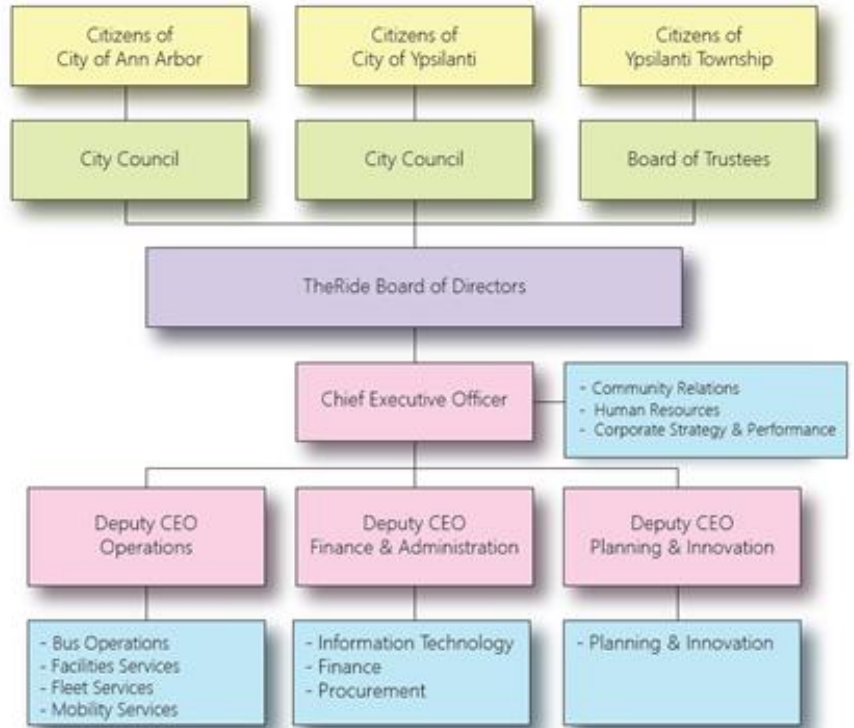 Citizens of
City of Ann Arbor
Citizens of
City of Ypsilanti
Citizens of
Ypsilanti Township
City Council
City Council
Board of Trustees
TheRide Board of Directors
Chief Executive Officer
- Community Relations
- Human Resources
- Corporate Strategy & Performance
Deputy CEO
Operations
Deputy CEO
Finance & Administration
Deputy CEO
Planning & Innovation
- Bus Operations
- Facilities Services
- Fleet Services
- Mobility Services
- Information Technology
- Finance
- Procurement
- Planning & Innovation